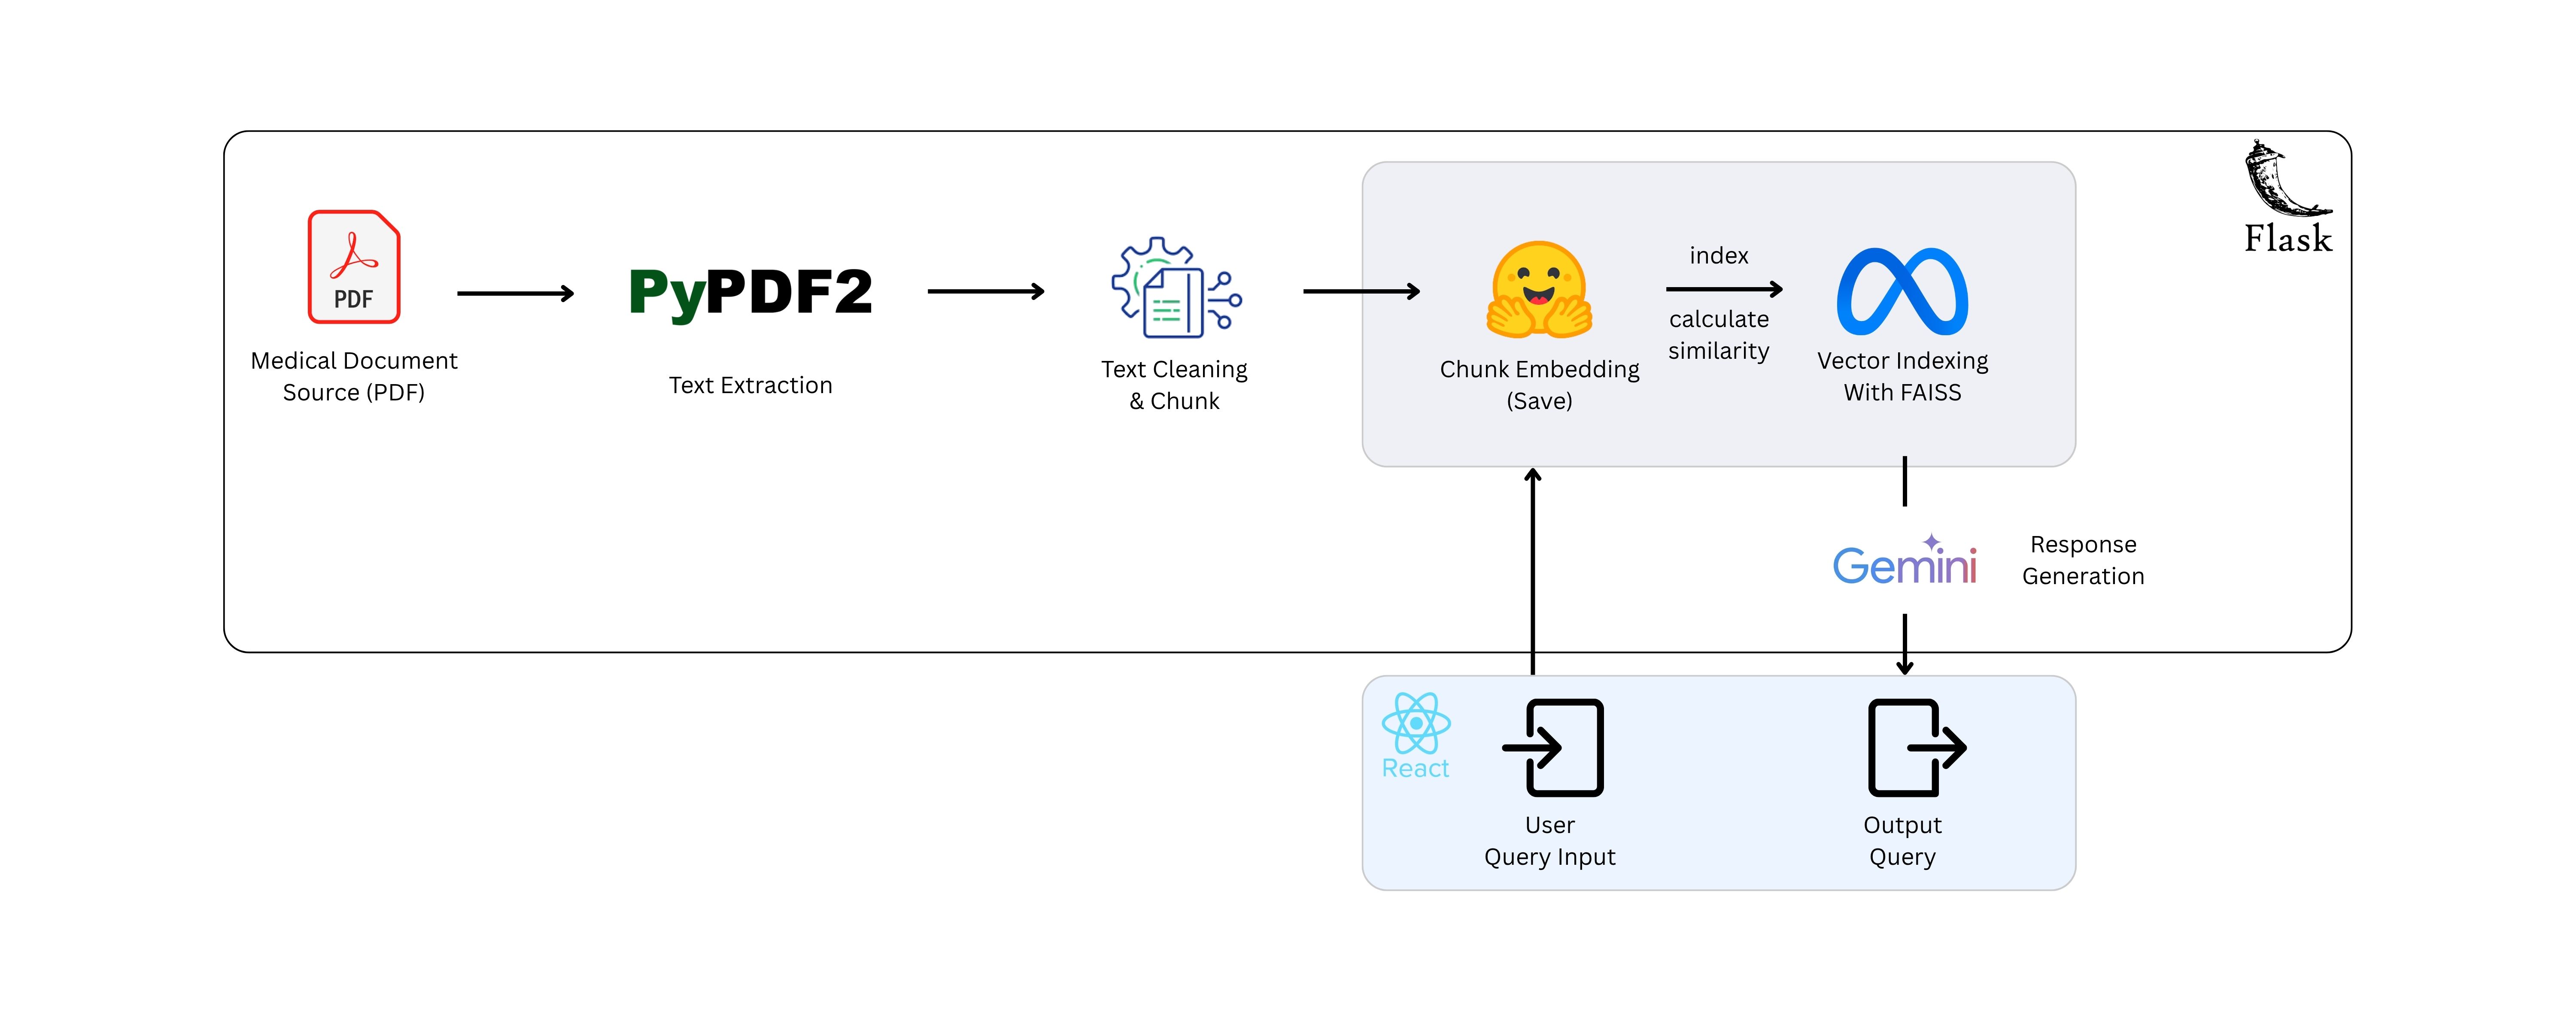 Flask
PDF
Medical Document
Source (PDF)
PyPDF2
Text Extraction
Text Cleaning
& Chunk
Chunk Embedding
(Save)
index
calculate
similarity
Vector Indexing
With FAISS
Gemini
Response
Generation
React
User
Query Input
Output
Query